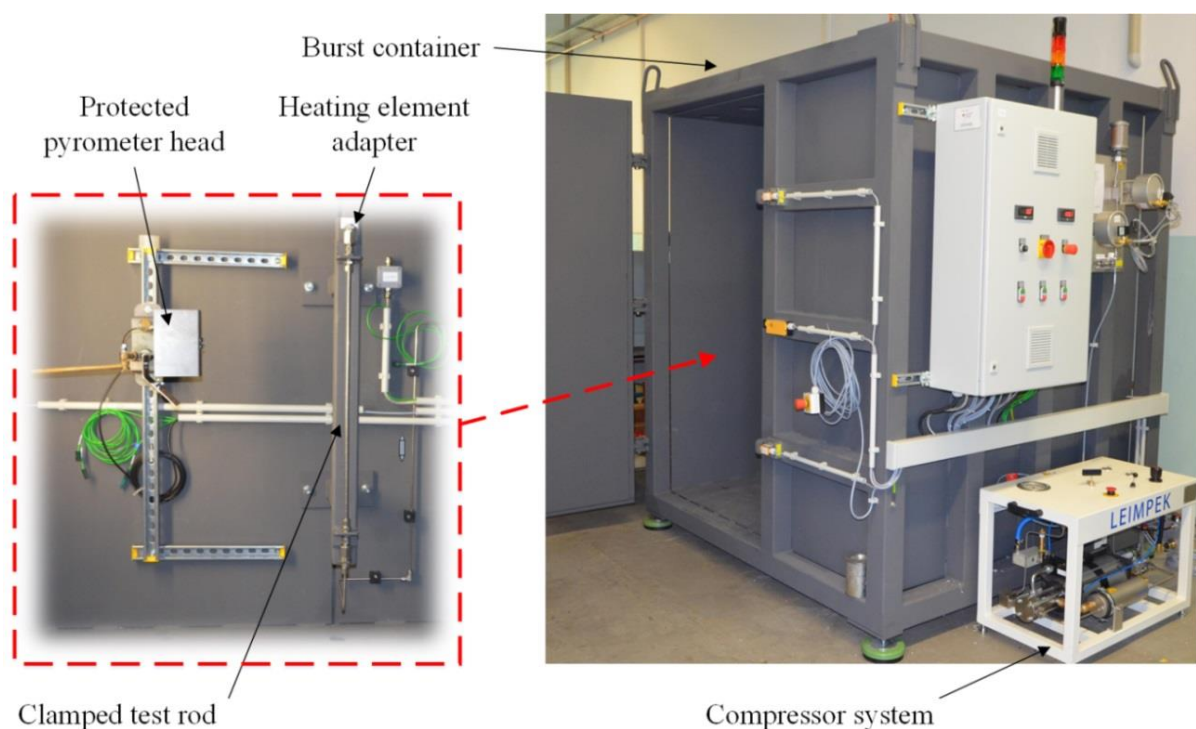 Burst container
Protected
pyrometer head
Heating element
adapter
LEIMPEK
Clamped test rod
Compressor system